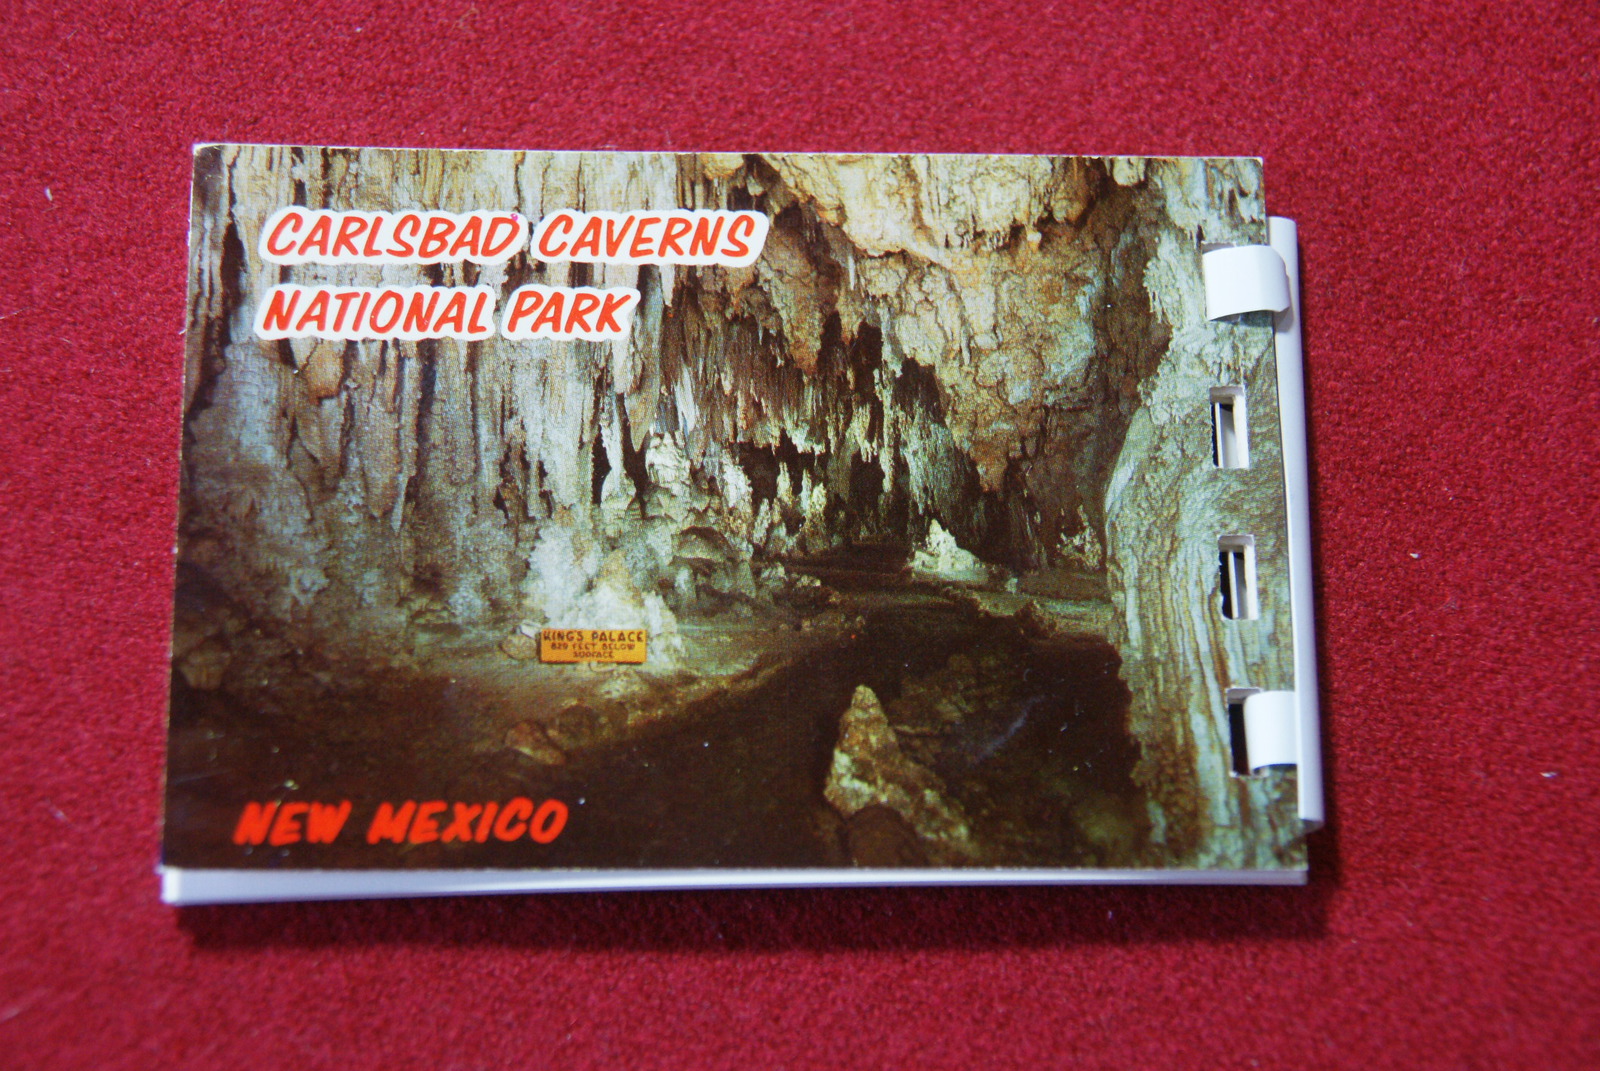 CARLSBAD CAVERNS
NATIONAL PARK
KING'S PALACE
829 FEET BELOW
SURFACE
NEW MEXICO